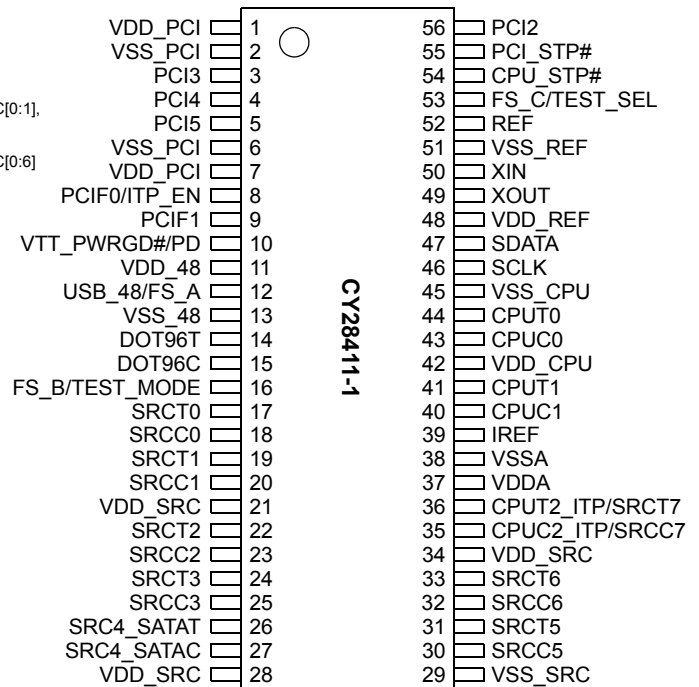 VDD_PCI 1 56 PCI2
VSS_PCI 2 55 PCI_STP#
PCI3 3 54 CPU_STP#
PCI4 4 53 FS_C/TEST_SEL
C[0:1],
PCI5 5 52 REF
VSS_PCI 6 51 VSS_REF
C[0:6]
VDD_PCI 7 50 XIN
PCIF0/ITP_EN 8 49 XOUT
PCIF1 9 48 VDD_REF
VTT_PWRGD#/PD 10 47 SDATA
VDD_48 11 46 SCLK
USB_48/FS_A 12 45 VSS_CPU
VSS_48 13 44 CPUT0
DOT96T 14 43 CPUC0
DOT96C 15 42 VDD_CPU
FS_B/TEST_MODE 16 41 CPUT1
SRCT0 17 40 CPUC1
SRCC0 18 39 IREF
SRCT1 19 38 VSSA
SRCC1 20 37 VDDA
VDD_SRC 21 36 CPUT2_ITP/SRCT7
SRCT2 22 35 CPUC2_ITP/SRCC7
SRCC2 23 34 VDD_SRC
SRCT3 24 33 SRCT6
SRCC3 25 32 SRCC6
SRC4_SATAT 26 31 SRCT5
SRC4_SATAC 27 30 SRCC5
VDD_SRC 28 29 VSS_SRC
CY28411-1